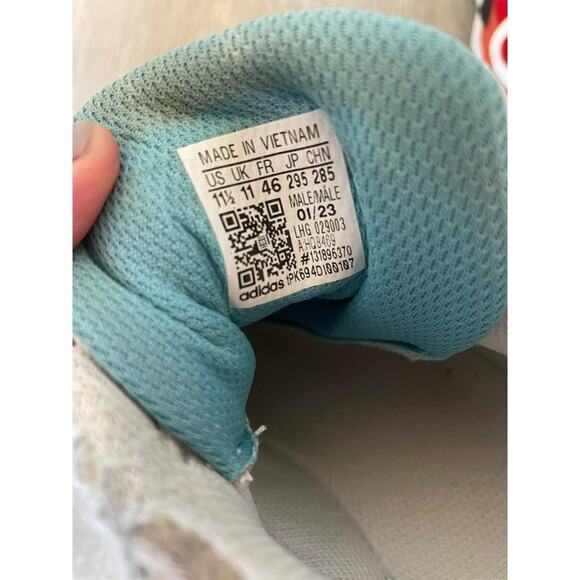 MADE IN VIETNAM
US UK FR JP CHN
11½ 11 46 295 285
MALE/MÂLE
01/23
LHG 029003
A:HQ8469
#131896370
tPK694DI00107
adidas